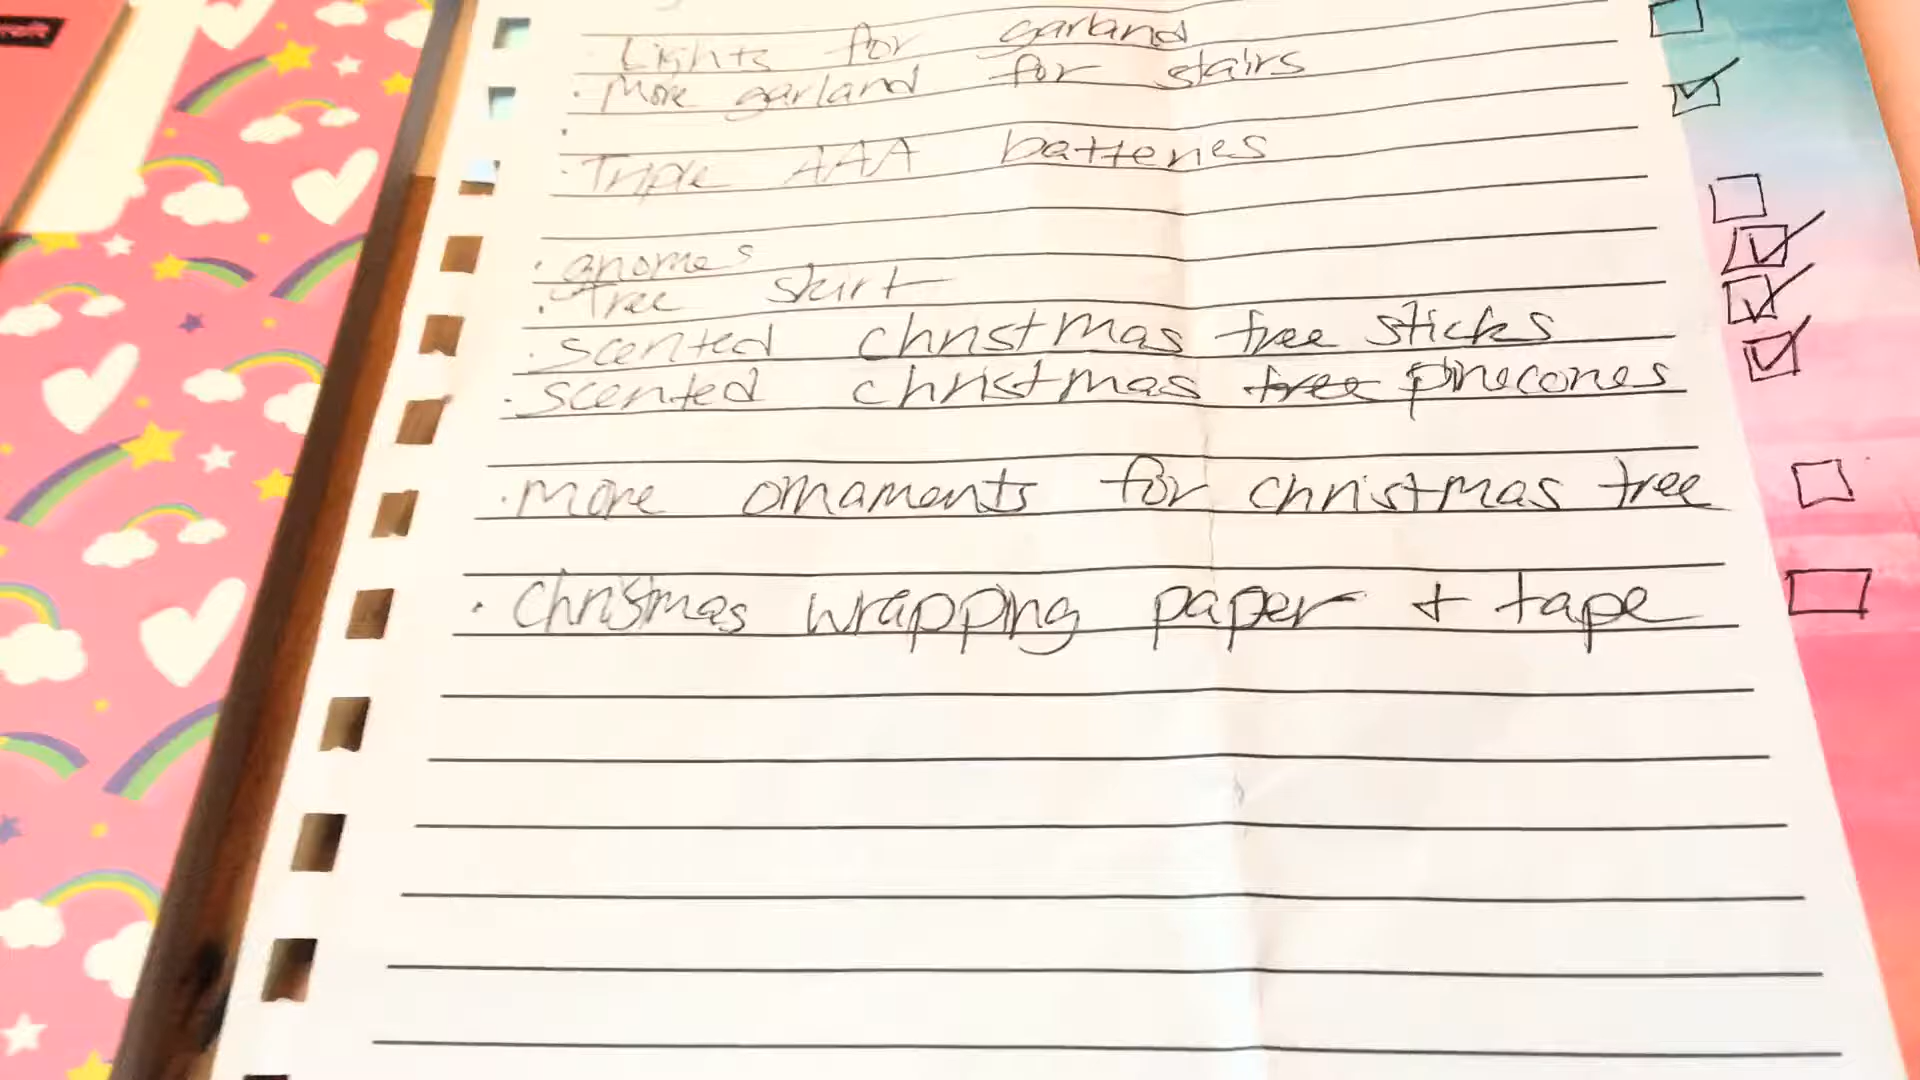 · Lights for garland
· More garland for stairs
·
· Triple AAA batteries
· gnomes
· Tree skirt
· scented christmas tree sticks
· scented christmas tree pinecones
· more ornaments for christmas tree
· Christmas wrapping paper + tape